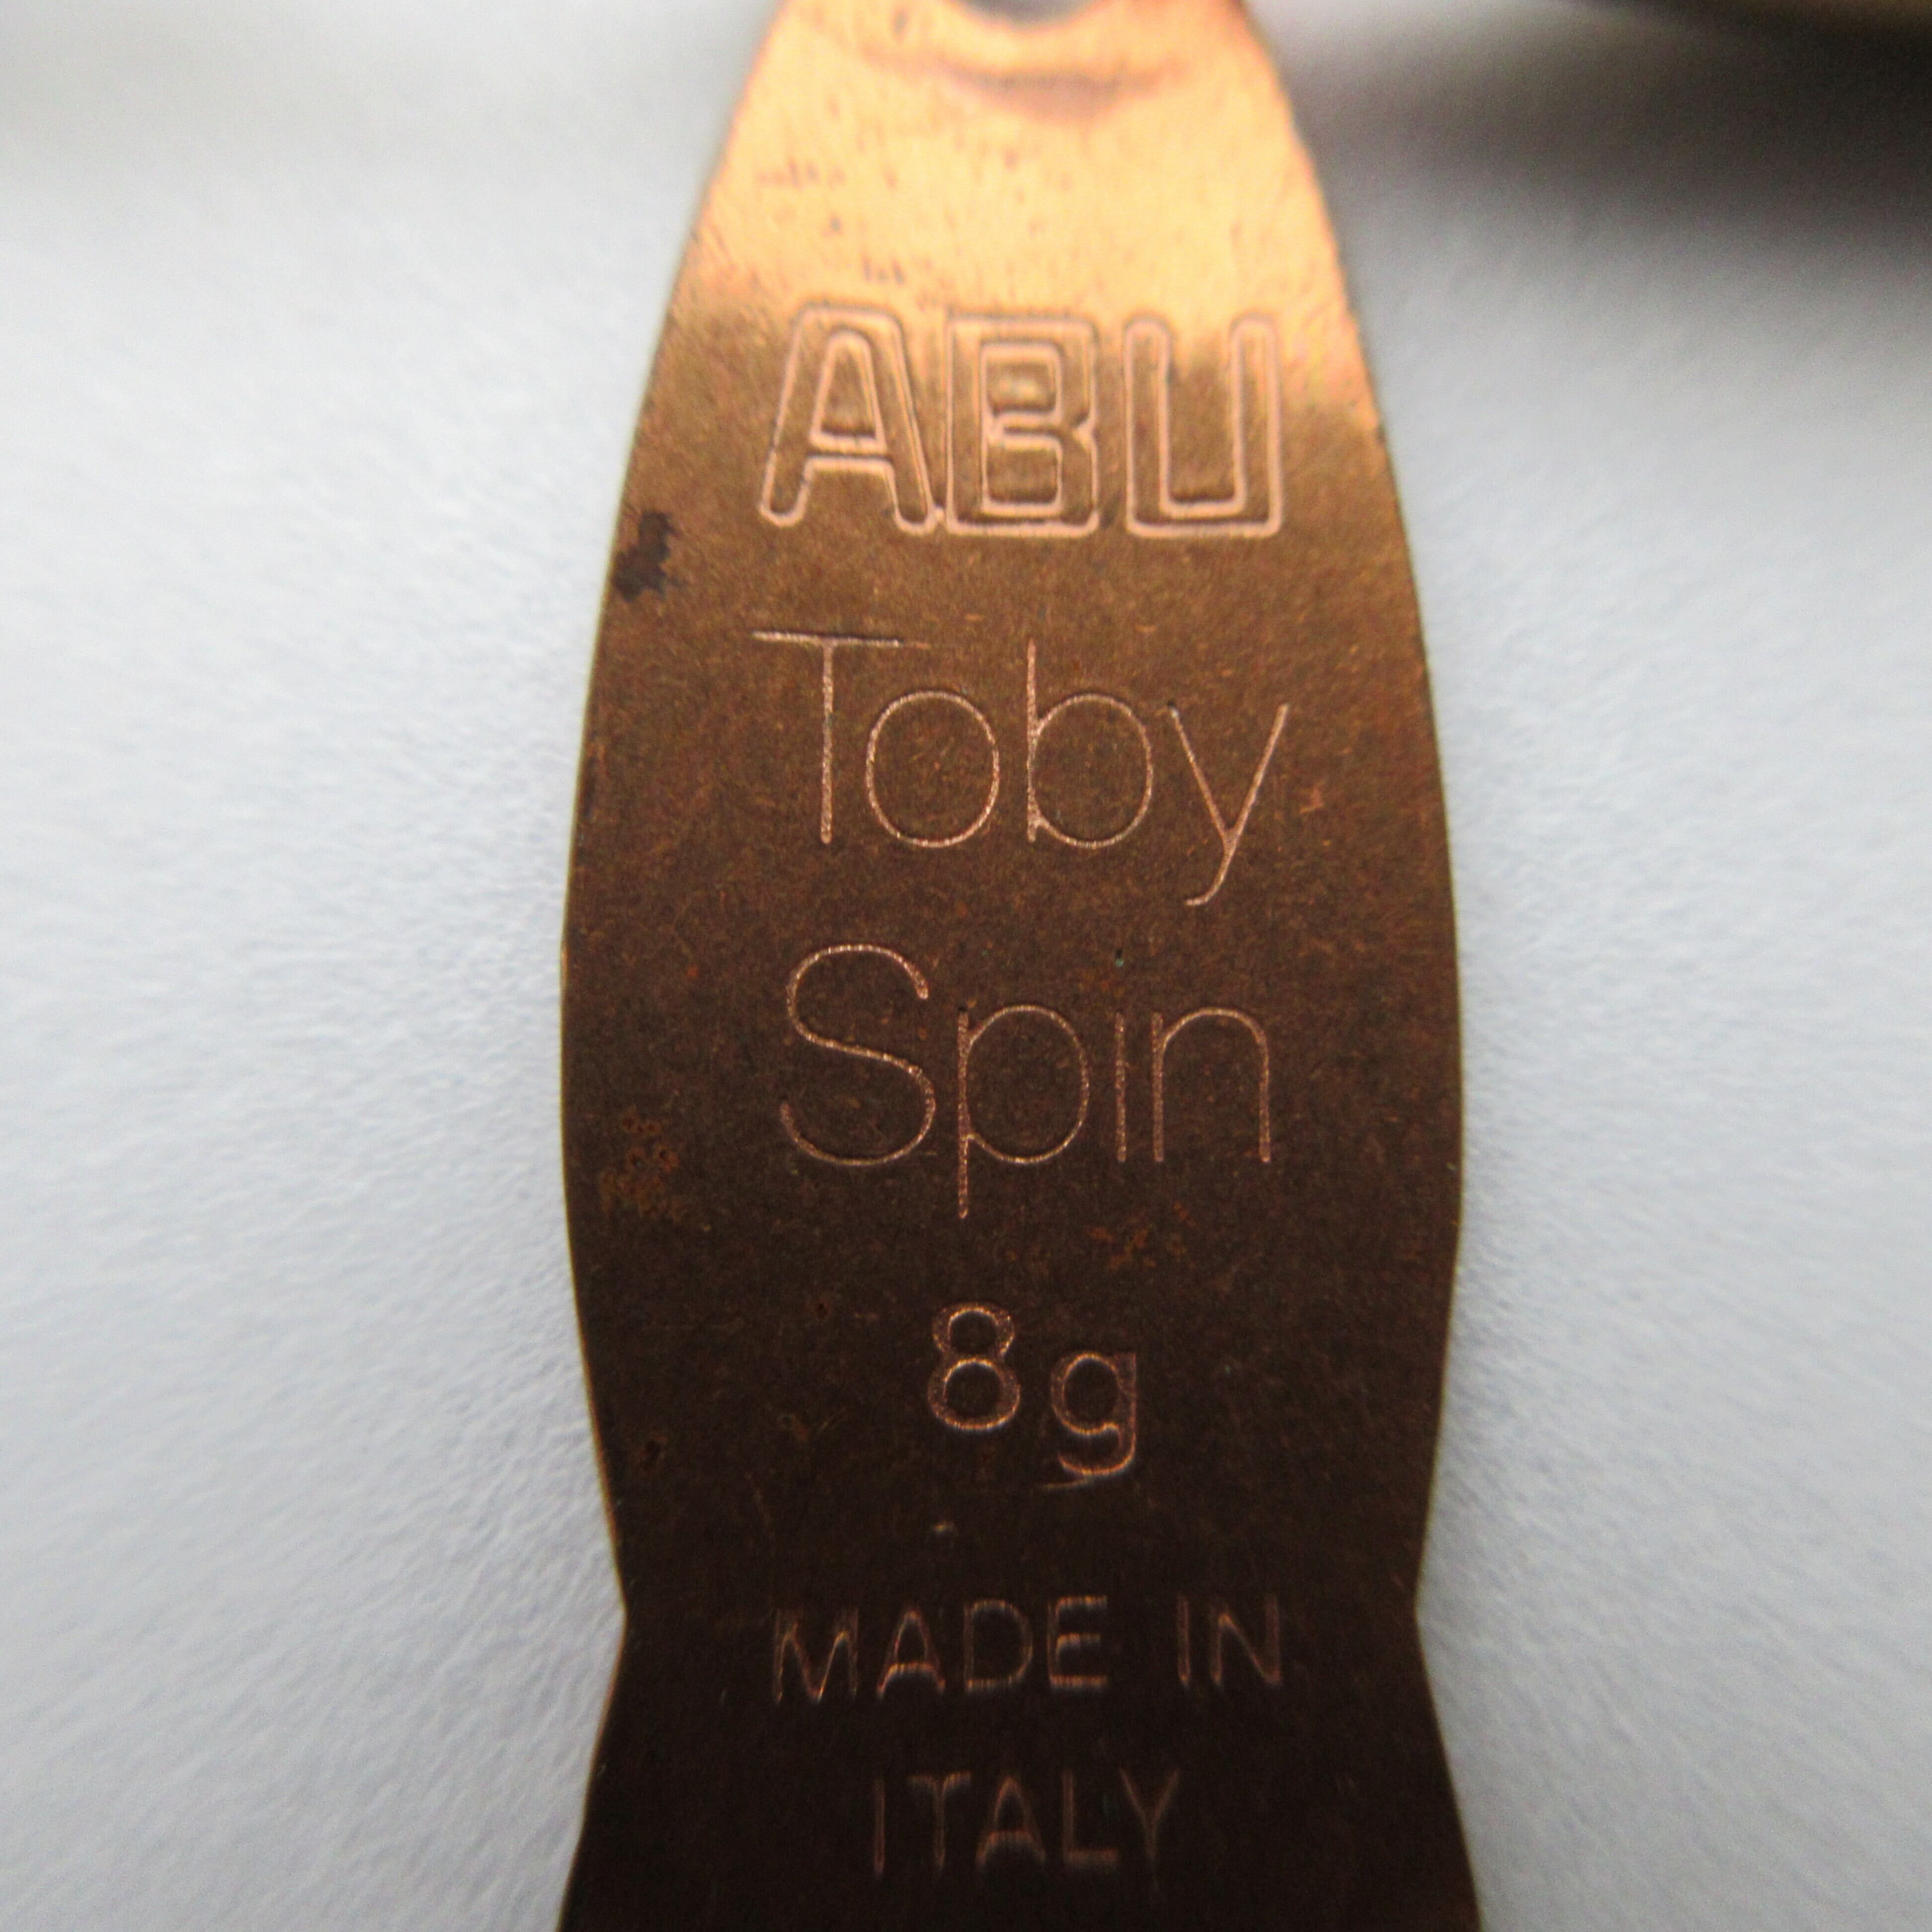 ABU
Toby
Spin
8g
MADE IN
ITALY